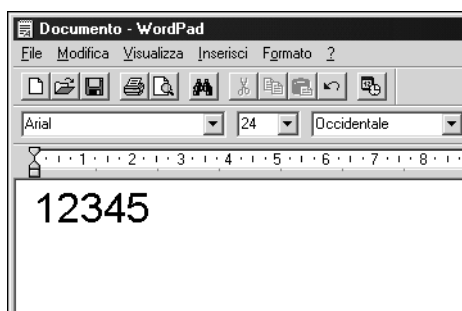 Documento - WordPad
File Modifica Visualizza Inserisci Formato ?
Arial 24 Occidentale
1 2 3 4 5 6 7 8
12345